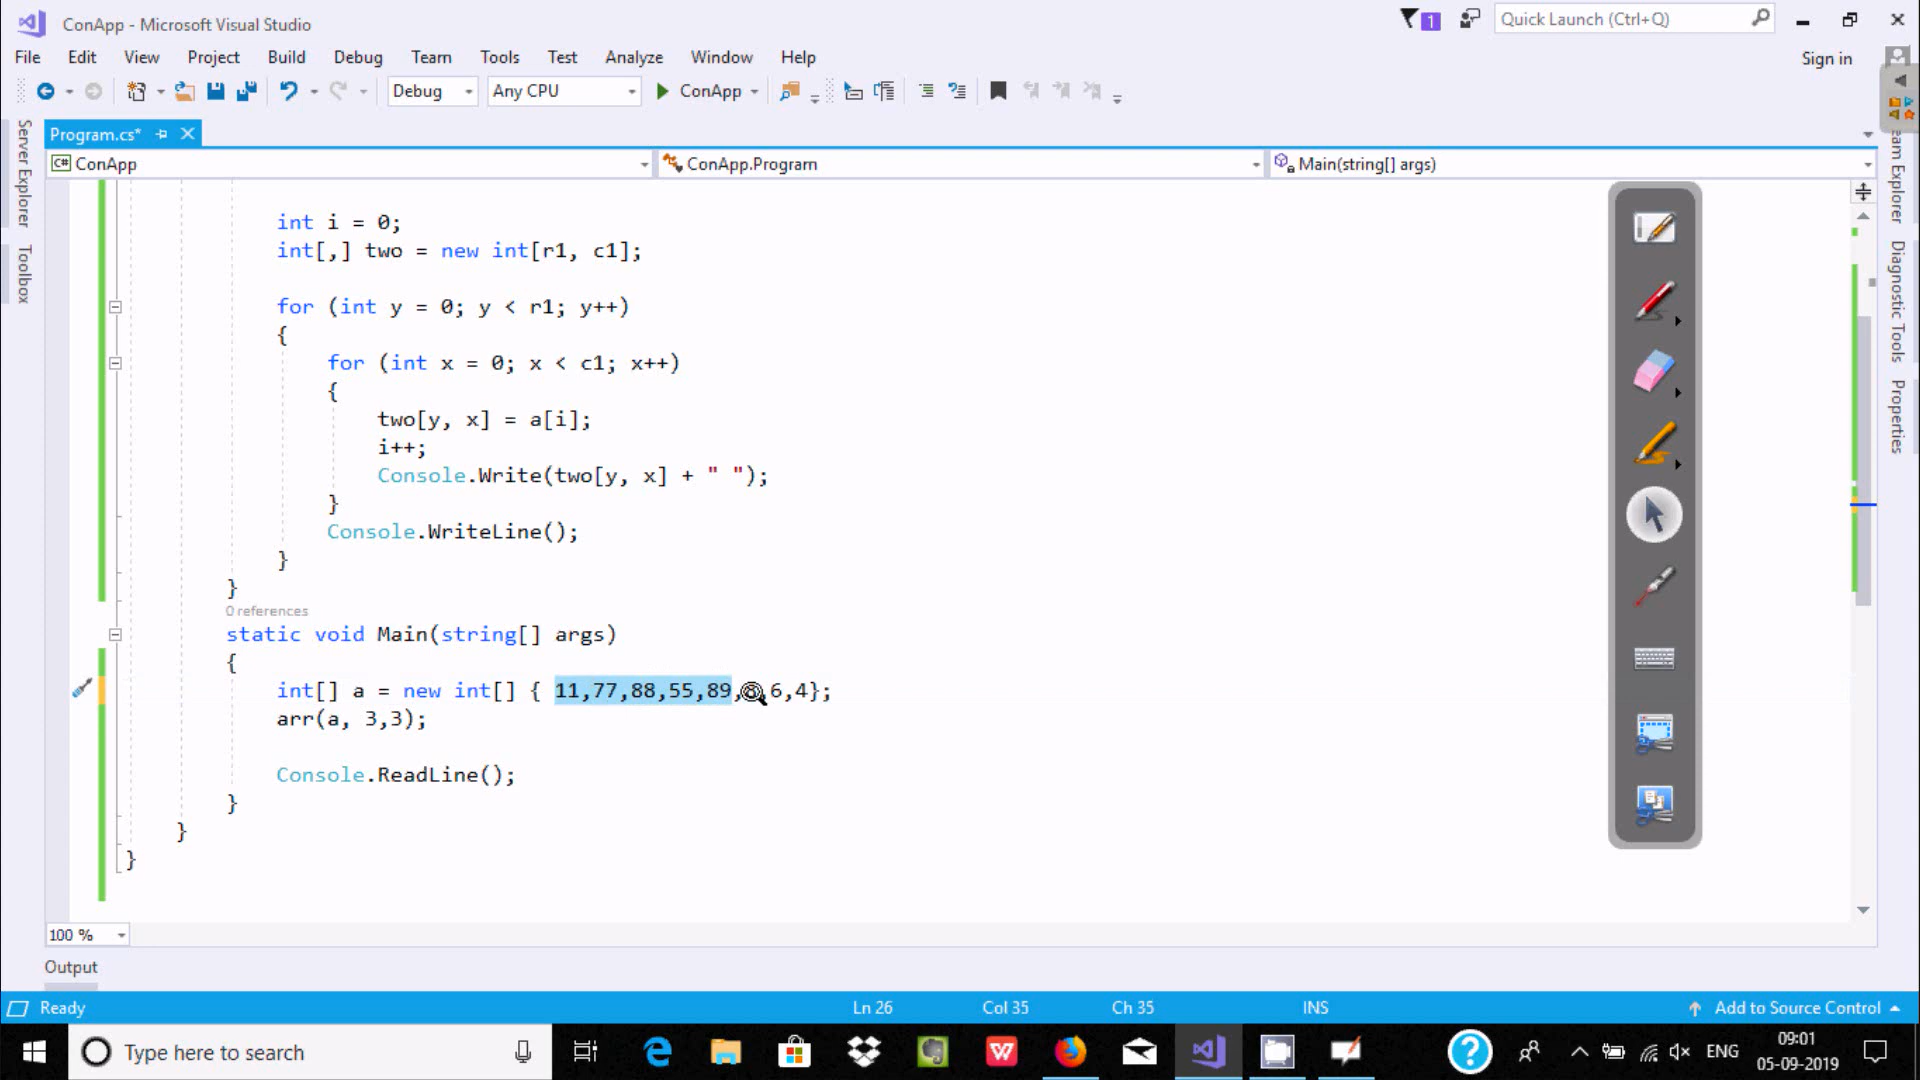 ConApp - Microsoft Visual Studio
1
Quick Launch (Ctrl+Q)
File Edit View Project Build Debug Team Tools Test Analyze Window Help
Sign in
Debug Any CPU ConApp
Program.cs*
C# ConApp ConApp.Program Main(string[] args)
Server Explorer
Toolbox
Team Explorer
Diagnostic Tools
Properties
int i = 0;
int[,] two = new int[r1, c1];
for (int y = 0; y < r1; y++)
{
for (int x = 0; x < c1; x++)
{
two[y, x] = a[i];
i++;
Console.Write(two[y, x] + " ");
}
Console.WriteLine();
}
}
0 references
static void Main(string[] args)
{
int[] a = new int[] { 11,77,88,55,89, ,6,4};
arr(a, 3,3);
Console.ReadLine();
}
}
}
100 %
Output
Ready Ln 26 Col 35 Ch 35 INS Add to Source Control
Type here to search
ENG
09:01
05-09-2019